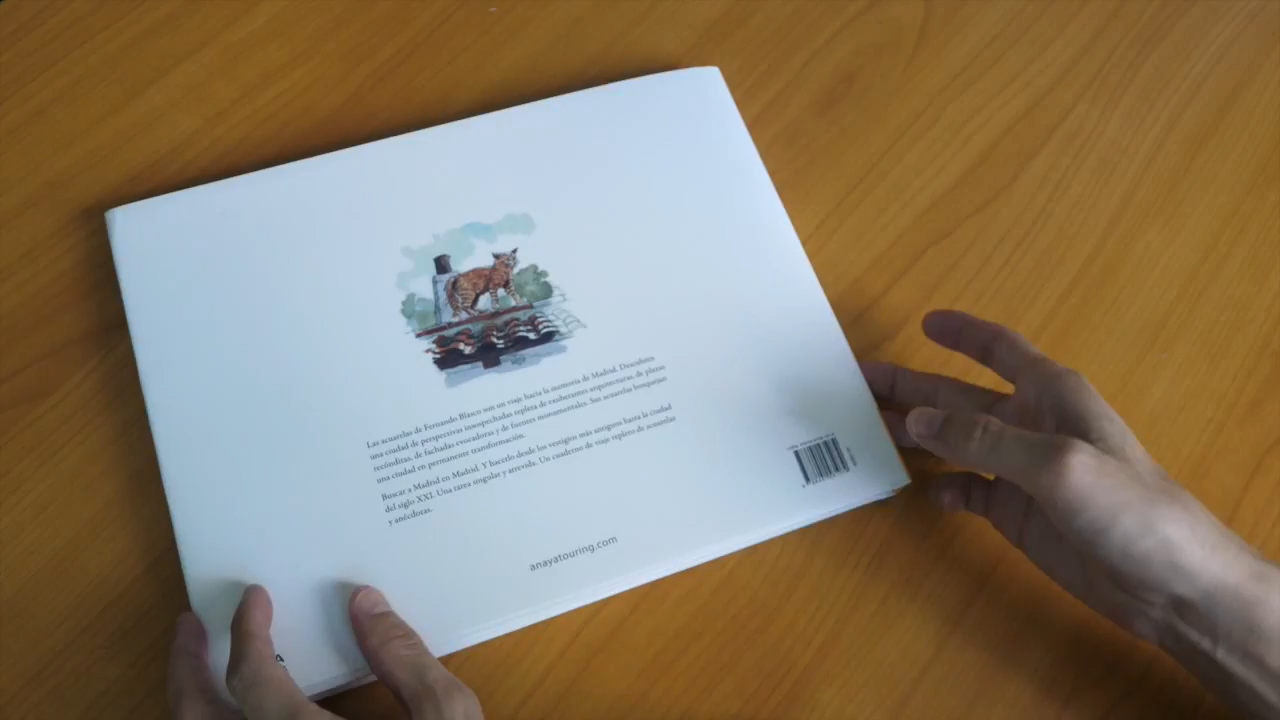 Las acuarelas de Fernando Blasco son un viaje hacia la memoria de Madrid. Descubren
una ciudad de perspectivas insospechadas repleta de exuberantes arquitecturas, de plazas
recónditas, de fachadas evocadoras y de fuentes monumentales. Sus acuarelas bosquejan
una ciudad en permanente transformación.
Buscar a Madrid en Madrid. Y hacerlo desde los vestigios más antiguos hasta la ciudad
del siglo XXI. Una tarea singular y atrevida. Un cuaderno de viaje repleto de acuarelas
y anécdotas.
anayatouring.com